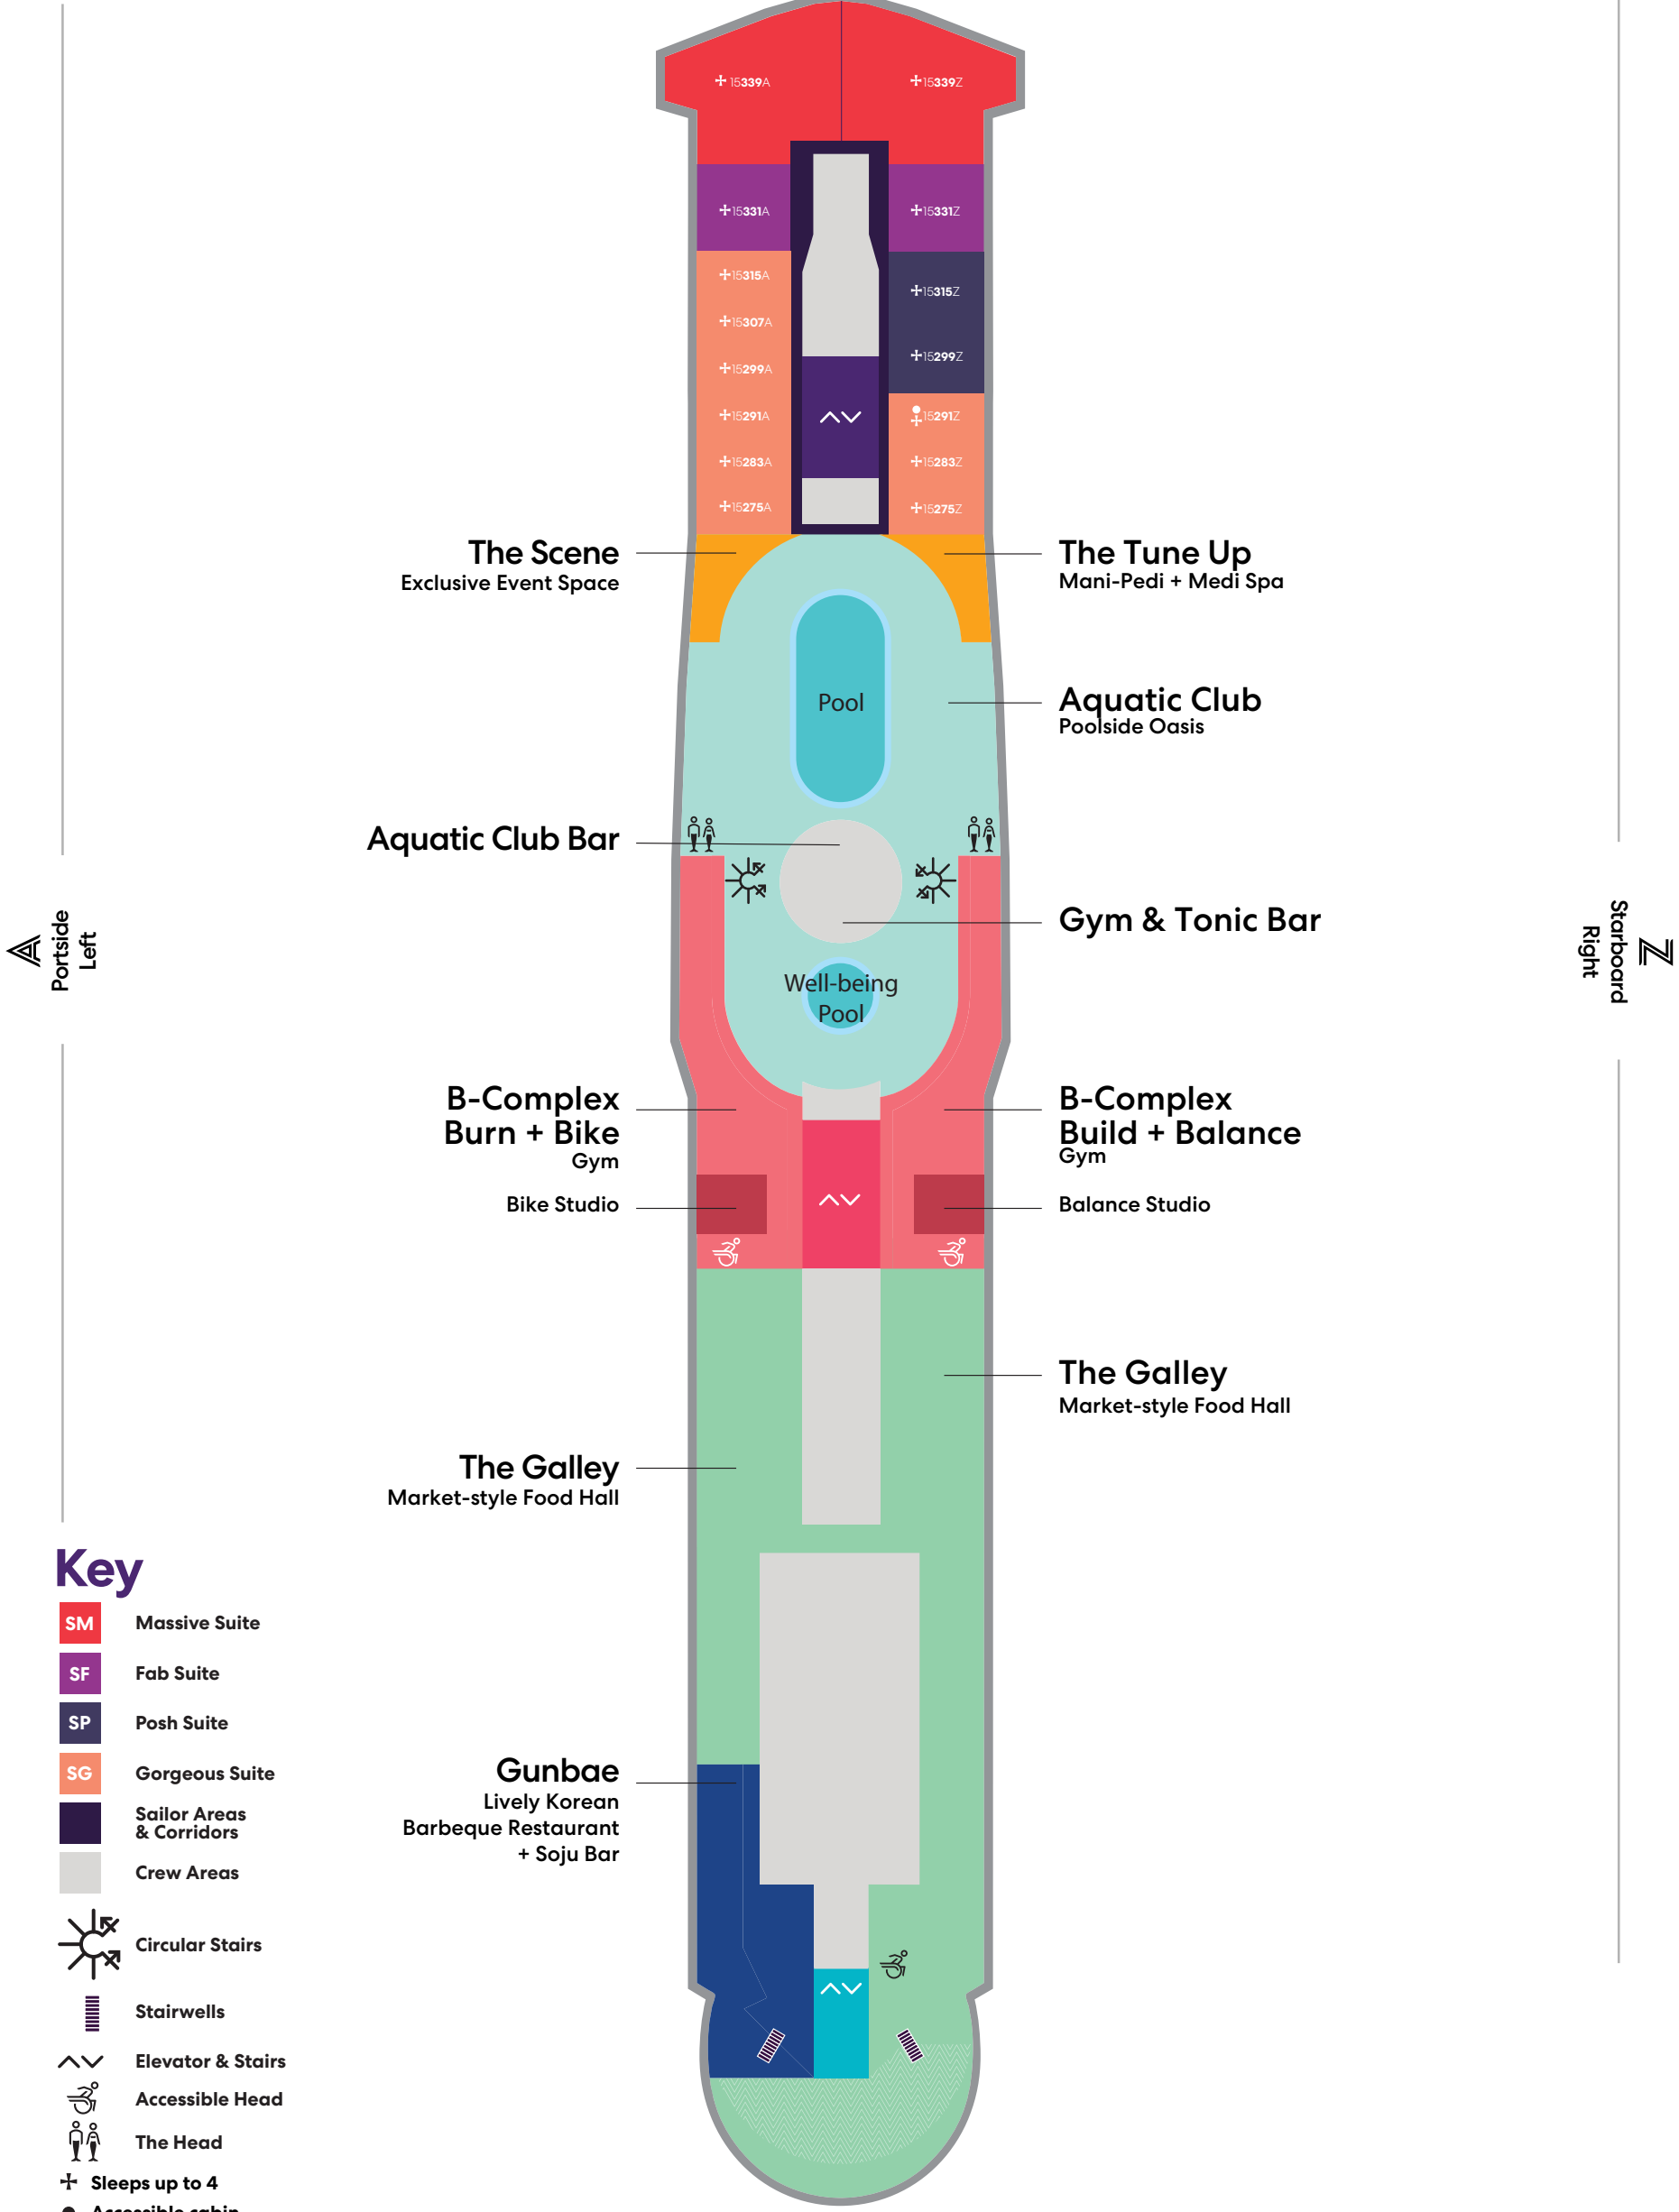 15339A
15339Z
15331A
15331Z
15315A
15315Z
15307A
15299Z
15299A
15291A
15291Z
15283A
15283Z
15275A
15275Z
The Scene
Exclusive Event Space
The Tune Up
Mani-Pedi + Medi Spa
Pool
Aquatic Club
Poolside Oasis
Aquatic Club Bar
Gym & Tonic Bar
Well-being
Pool
A
Portside
Left
Z
Starboard
Right
B-Complex
Burn + Bike
Gym
Bike Studio
B-Complex
Build + Balance
Gym
Balance Studio
The Galley
Market-style Food Hall
The Galley
Market-style Food Hall
Gunbae
Lively Korean
Barbeque Restaurant
+ Soju Bar
Key
SM Massive Suite
SF Fab Suite
SP Posh Suite
SG Gorgeous Suite
Sailor Areas
& Corridors
Crew Areas
Circular Stairs
Stairwells
Elevator & Stairs
Accessible Head
The Head
Sleeps up to 4
Accessible cabin